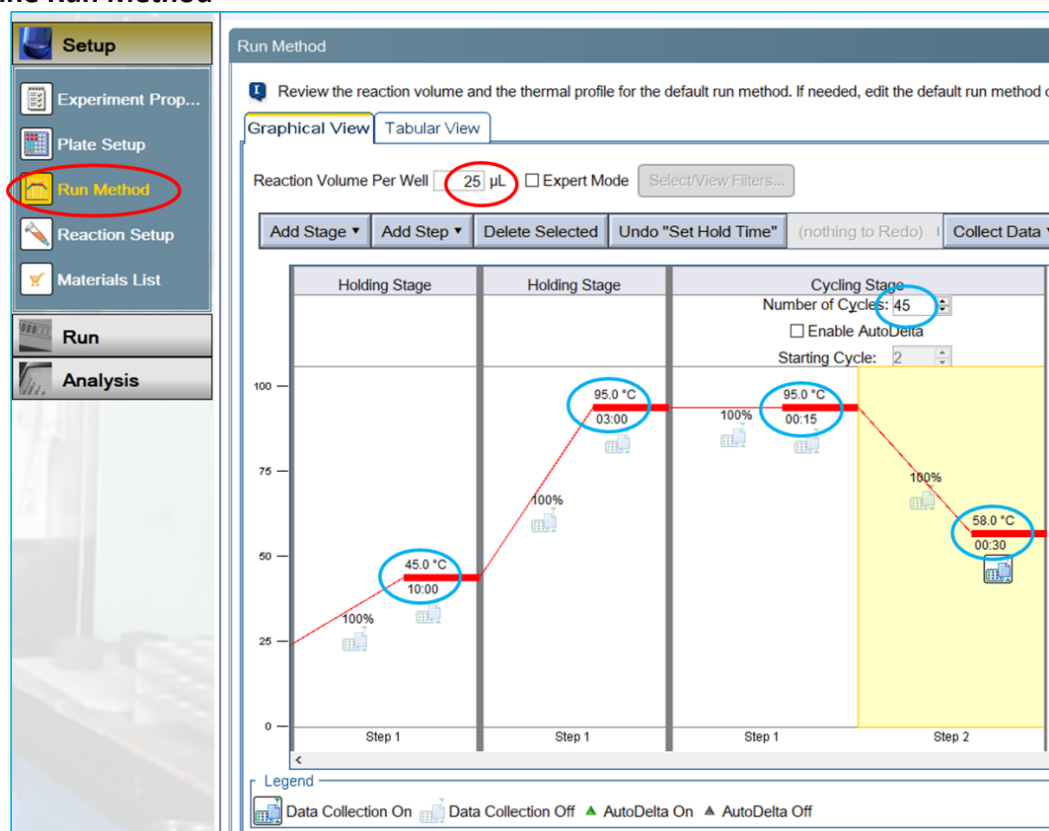 Setup
Experiment Prop...
Plate Setup
Run Method
Reaction Setup
Materials List
Run
Analysis
Run Method
Review the reaction volume and the thermal profile for the default run method. If needed, edit the default run method
Graphical View Tabular View
Reaction Volume Per Well 25 µL Expert Mode Select/View Filters...
Add Stage ▼ Add Step ▼ Delete Selected Undo "Set Hold Time" (nothing to Redo) Collect Data
Holding Stage Holding Stage Cycling Stage
Number of Cycles: 45
Enable AutoDelta
Starting Cycle: 2
100
95.0 °C 95.0 °C
03:00 100% 00:15
75
100% 100%
58.0 °C
00:30
50
45.0 °C
10:00
100%
25
0
Step 1 Step 1 Step 1 Step 2
<
Legend
Data Collection On Data Collection Off ▲ AutoDelta On ▲ AutoDelta Off